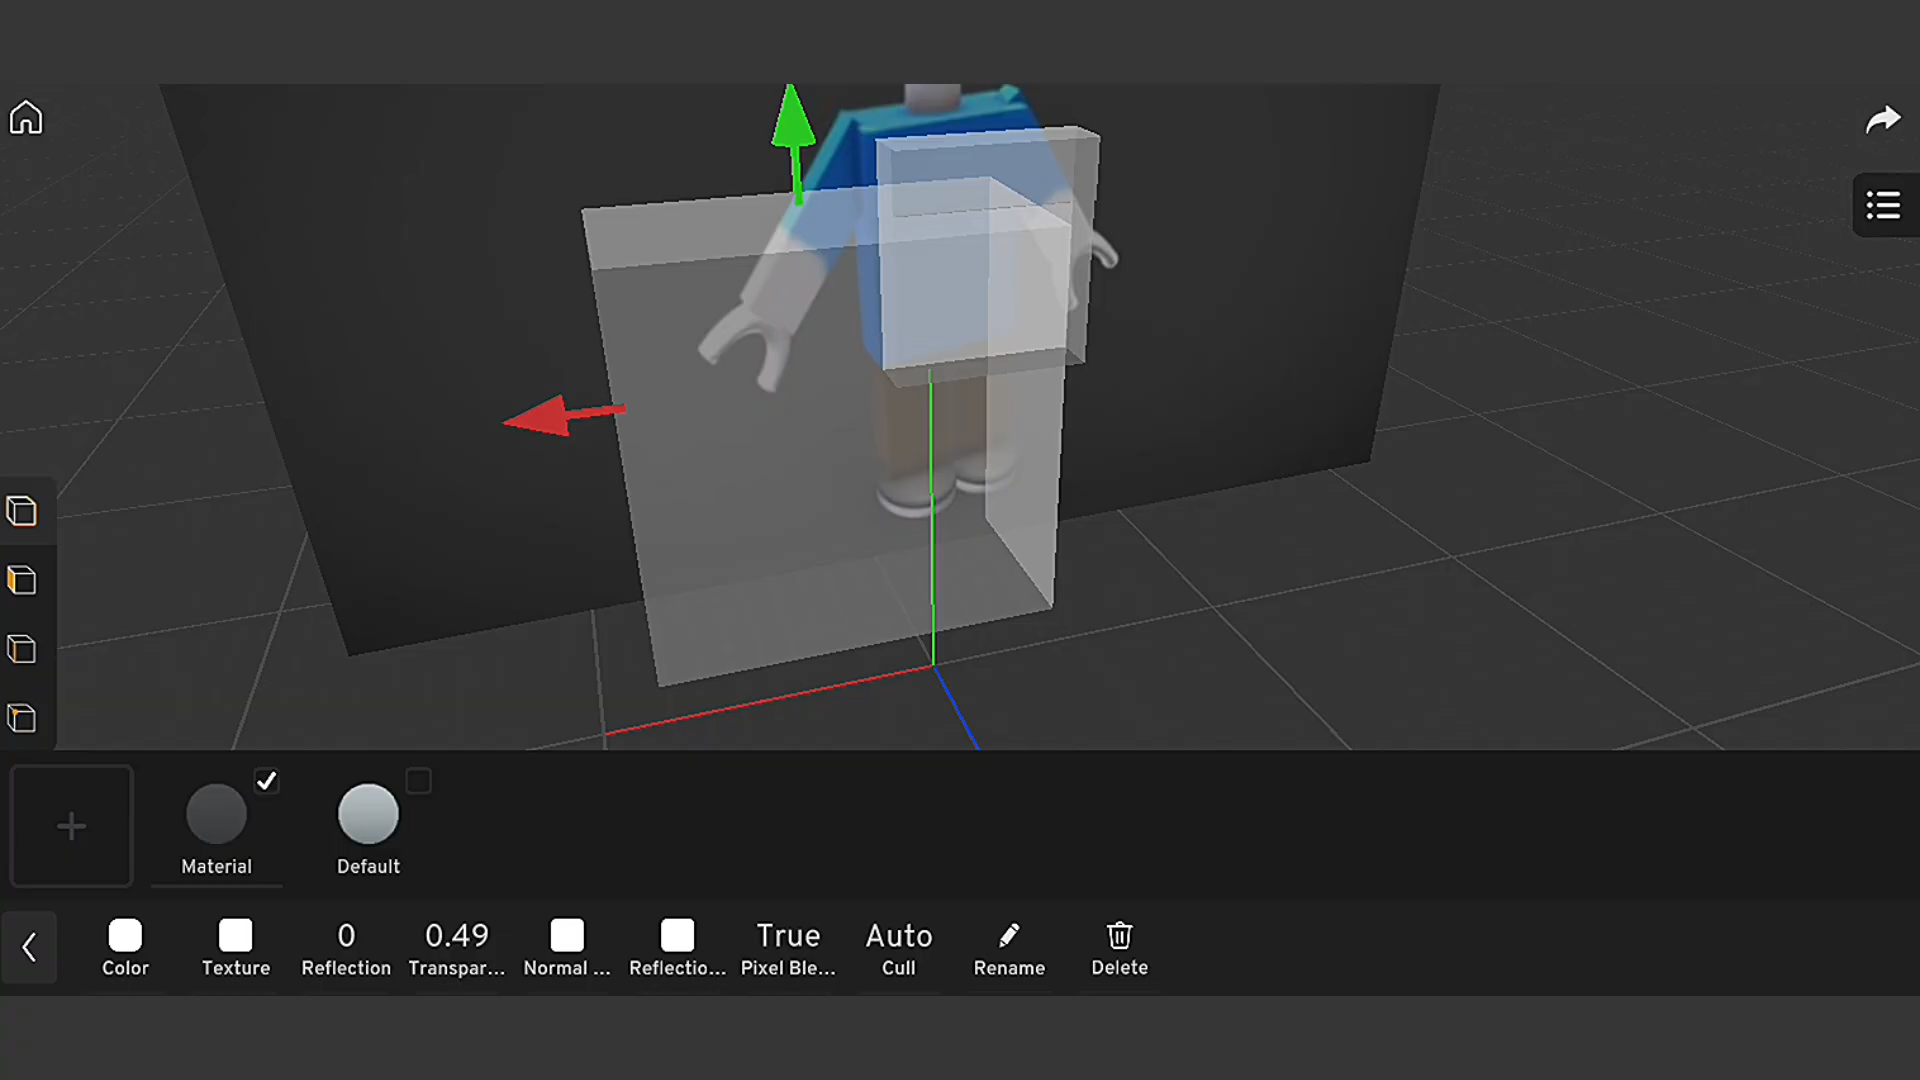 Material
Default
0
0.49
True
Auto
Color
Texture
Reflection
Transpar...
Normal ...
Reflectio...
Pixel Ble...
Cull
Rename
Delete